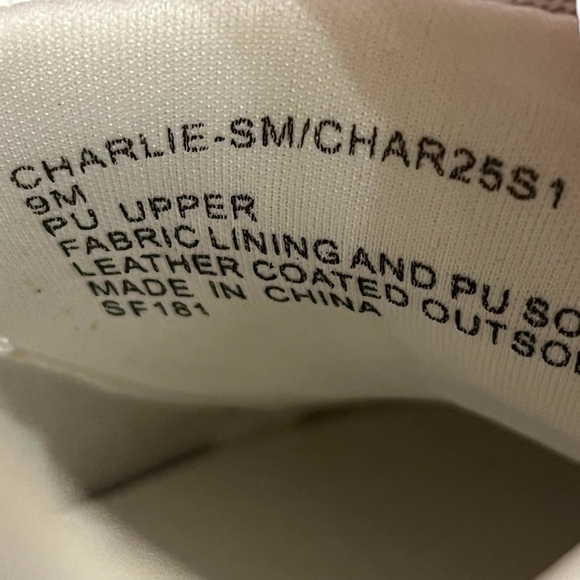 CHARLIE-SM/CHAR25S1
9M
PU UPPER
FABRIC LINING AND PU
LEATHER COATED
MADE IN CHINA
SF181